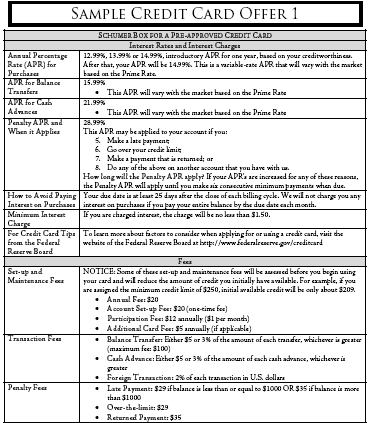 SAMPLE CREDIT CARD OFFER 1
SCHUMER BOX FOR A PRE-APPROVED CREDIT CARD
Interest Rates and Interest Charges
Annual Percentage Rate (APR) for Purchases
12.99%, 13.99% or 14.99%, introductory APR for one year, based on your creditworthiness.
After that, your APR will be 14.99%. This is a variable-rate APR that will vary with the market
based on the Prime Rate.
APR for Balance Transfers
15.99%
• This APR will vary with the market based on the Prime Rate.
APR for Cash Advances
21.99%
• This APR will vary with the market based on the Prime Rate.
Penalty APR and When it Applies
28.99%
This APR may be applied to your account if you:
5. Make a late payment;
6. Go over your credit limit;
7. Make a payment that is returned; or
8. Do any of the above on another account that you have with us.
How long will the Penalty APR apply? If your APR's are increased for any of these reasons,
the Penalty APR will apply until you make six consecutive minimum payments when due.
How to Avoid Paying Interest on Purchases
Your due date is at least 25 days after the close of each billing cycle. We will not charge you any
interest on purchases if you pay your entire balance by the due date each month.
Minimum Interest Charge
If you are charged interest, the charge will be no less than $1.50.
For Credit Card Tips from the Federal Reserve Board
To learn more about factors to consider when applying for or using a credit card, visit the
website of the Federal Reserve Board at http://www.federalreserve.gov/creditcard
Fees
Set-up and Maintenance Fees
NOTICE: Some of these set-up and maintenance fees will be assessed before you begin using
your card and will reduce the amount of credit you initially have available. For example, if you
are assigned the minimum credit limit of $250, initial available credit will be only about $209.
• Annual Fee: $20
• Account Set-up Fee: $20 (one-time fee)
• Participation Fee: $12 annually ($1 per month)
• Additional Card Fee: $5 annually (if applicable)
Transaction Fees
• Balance Transfer: Either $5 or 3% of the amount of each transfer, whichever is greater
(maximum fee: $100)
• Cash Advance: Either $5 or 3% of the amount of each cash advance, whichever is
greater
• Foreign Transaction: 2% of each transaction in U.S. dollars
Penalty Fees
• Late Payment: $29 if balance is less than or equal to $1000 OR $35 if balance is more
than $1000
• Over-the-limit: $29
• Returned Payment: $35